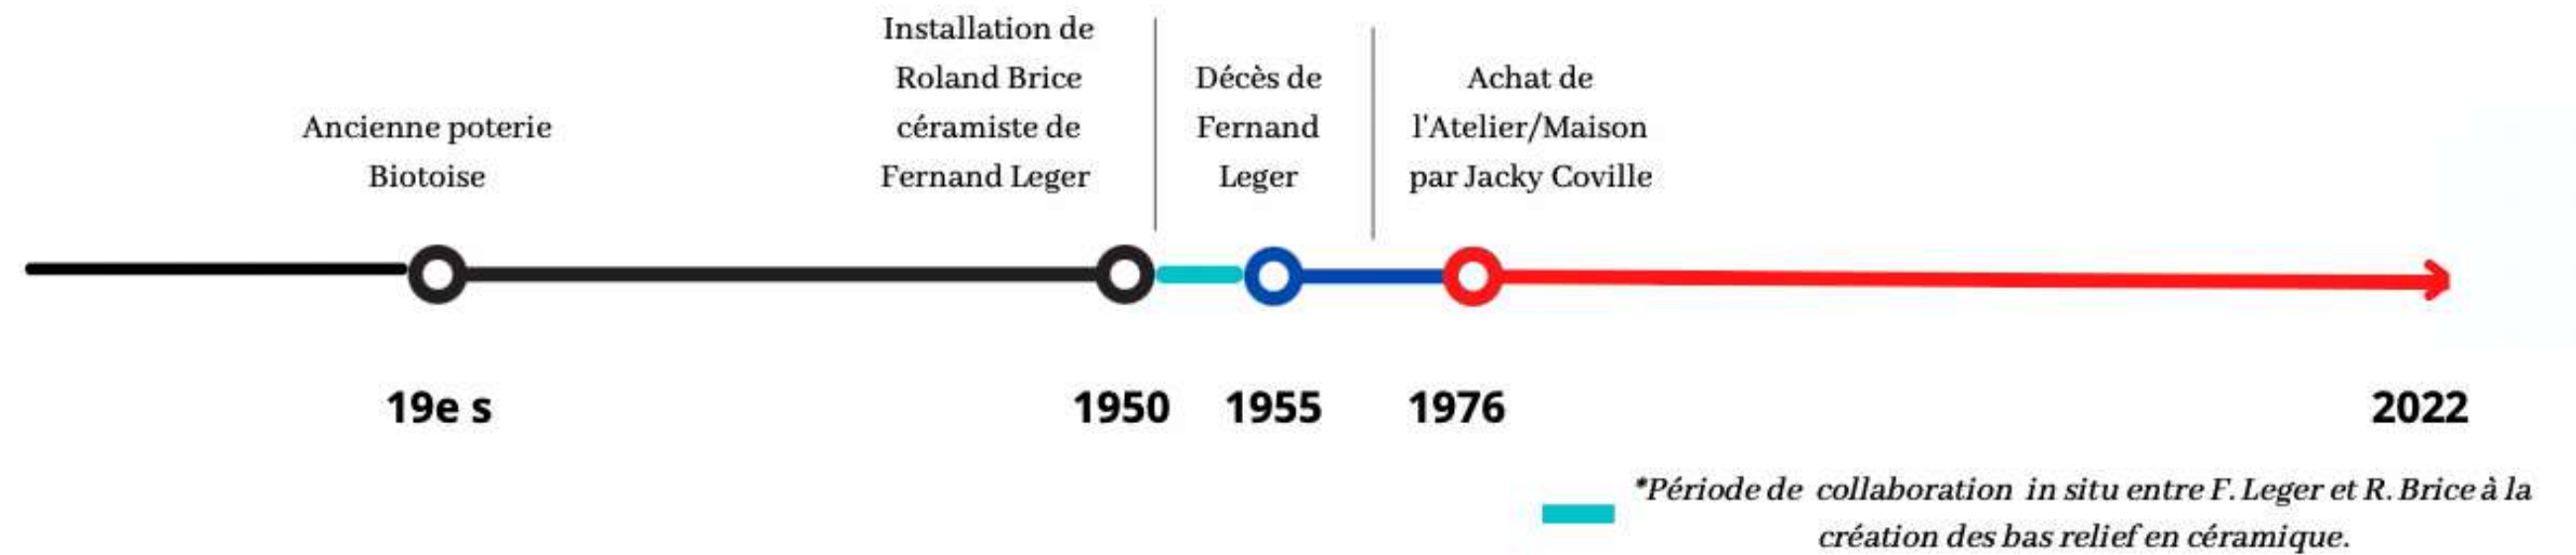 Ancienne poterie
Biotoise
Installation de
Roland Brice
céramiste de
Fernand Leger
Décès de
Fernand
Leger
Achat de
l'Atelier/Maison
par Jacky Coville
19e s
1950
1955
1976
2022
*Période de collaboration in situ entre F. Leger et R. Brice à la
création des bas relief en céramique.